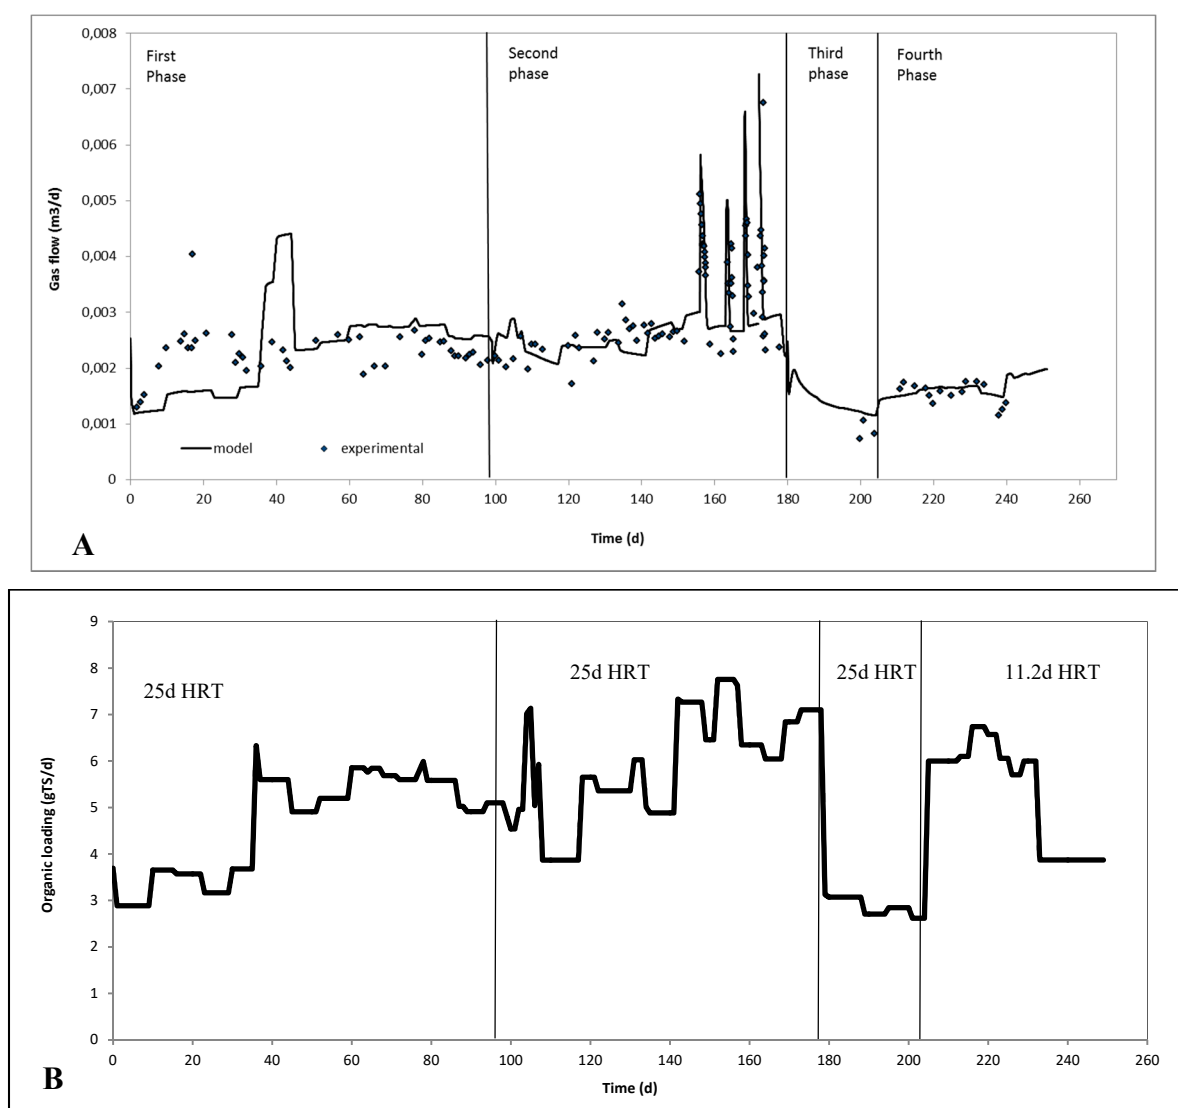 0,008
0,007
0,006
0,005
0,004
0,003
0,002
0,001
0
Gas flow (m3/d)
First
Phase
Second
phase
Third
phase
Fourth
Phase
model
experimental
0 20 40 60 80 100 120 140 160 180 200 220 240 260
Time (d)
A
9
8
7
6
5
4
3
2
1
0
Organic loading (gTS/d)
25d HRT
25d HRT
25d HRT
11.2d HRT
0 20 40 60 80 100 120 140 160 180 200 220 240 260
Time (d)
B